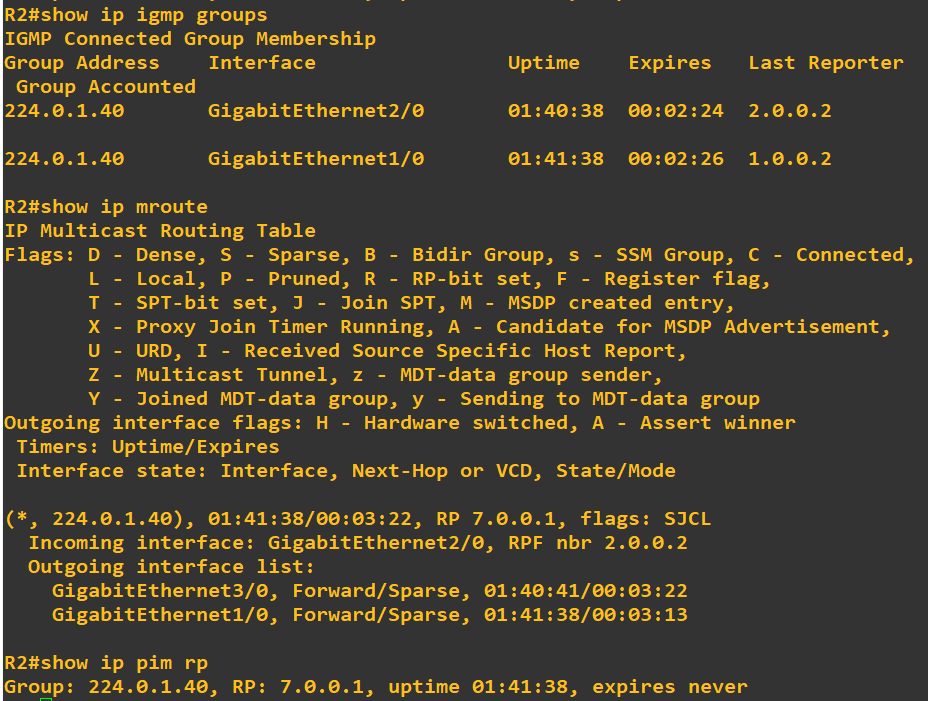 R2#show ip igmp groups
IGMP Connected Group Membership
Group Address    Interface                Uptime    Expires   Last Reporter
 Group Accounted
224.0.1.40       GigabitEthernet2/0       01:40:38  00:02:24  2.0.0.2
224.0.1.40       GigabitEthernet1/0       01:41:38  00:02:26  1.0.0.2
R2#show ip mroute
IP Multicast Routing Table
Flags: D - Dense, S - Sparse, B - Bidir Group, s - SSM Group, C - Connected,
       L - Local, P - Pruned, R - RP-bit set, F - Register flag,
       T - SPT-bit set, J - Join SPT, M - MSDP created entry,
       X - Proxy Join Timer Running, A - Candidate for MSDP Advertisement,
       U - URD, I - Received Source Specific Host Report,
       Z - Multicast Tunnel, z - MDT-data group sender,
       Y - Joined MDT-data group, y - Sending to MDT-data group
Outgoing interface flags: H - Hardware switched, A - Assert winner
 Timers: Uptime/Expires
 Interface state: Interface, Next-Hop or VCD, State/Mode
(*, 224.0.1.40), 01:41:38/00:03:22, RP 7.0.0.1, flags: SJCL
  Incoming interface: GigabitEthernet2/0, RPF nbr 2.0.0.2
  Outgoing interface list:
    GigabitEthernet3/0, Forward/Sparse, 01:40:41/00:03:22
    GigabitEthernet1/0, Forward/Sparse, 01:41:38/00:03:13
R2#show ip pim rp
Group: 224.0.1.40, RP: 7.0.0.1, uptime 01:41:38, expires never